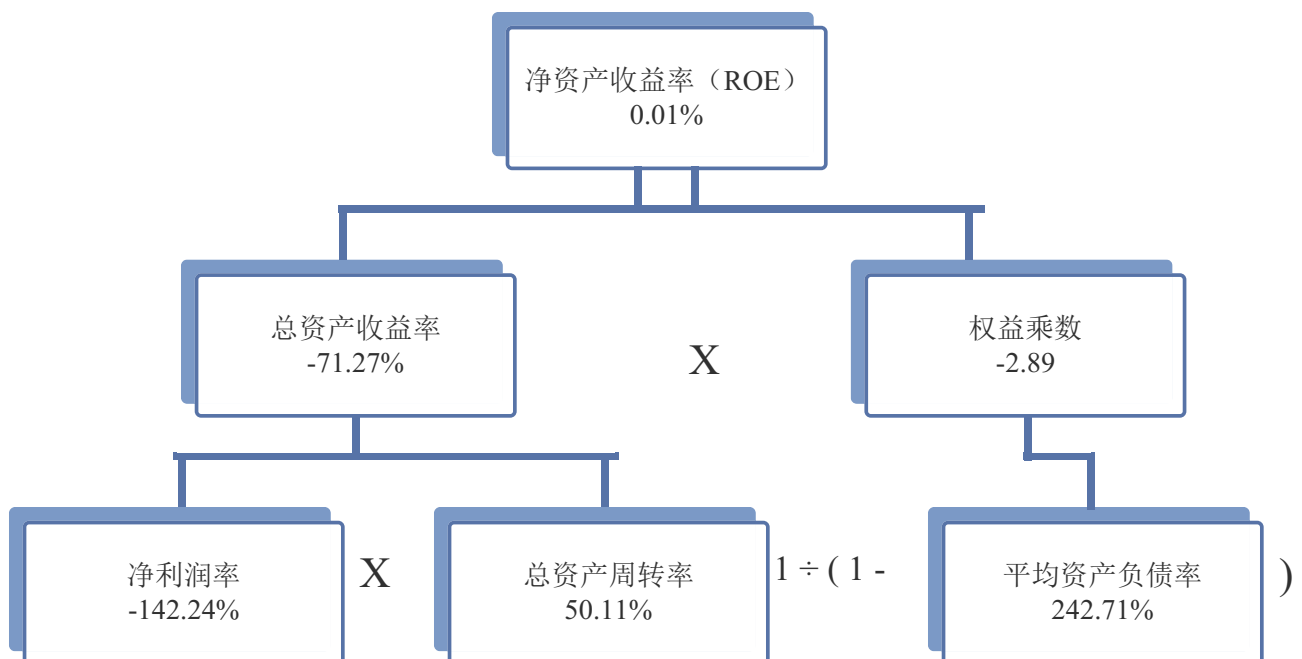 净资产收益率（ROE）
0.01%
总资产收益率
-71.27%
X
权益乘数
-2.89
净利润率
-142.24%
X
总资产周转率
50.11%
1 ÷ ( 1 -
平均资产负债率
242.71%
)